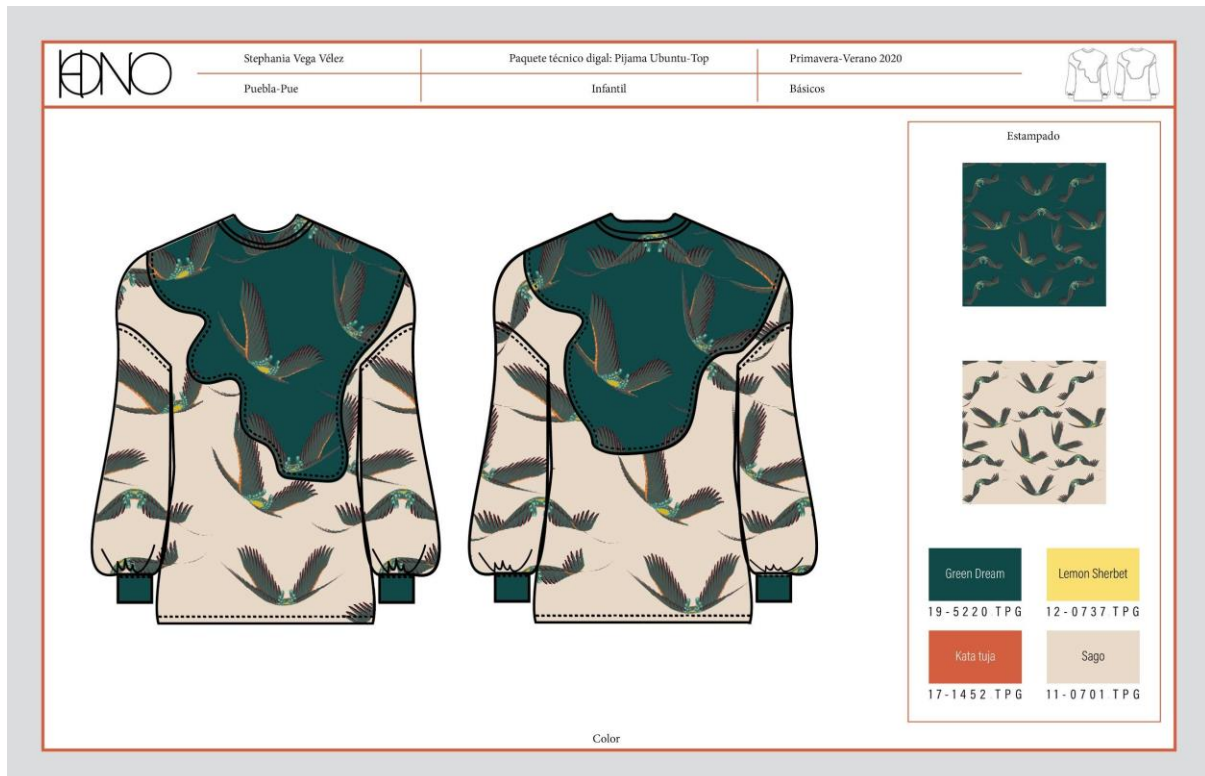 HDNO
Stephania Vega Vélez
Paquete técnico digal: Pijama Ubuntu-Top
Primavera-Verano 2020
Puebla-Pue
Infantil
Básicos
Estampado
Green Dream
Lemon Sherbet
19-5220 TPG
12-0737 TPG
Kata tuja
Sago
17-1452 TPG
11-0701 TPG
Color